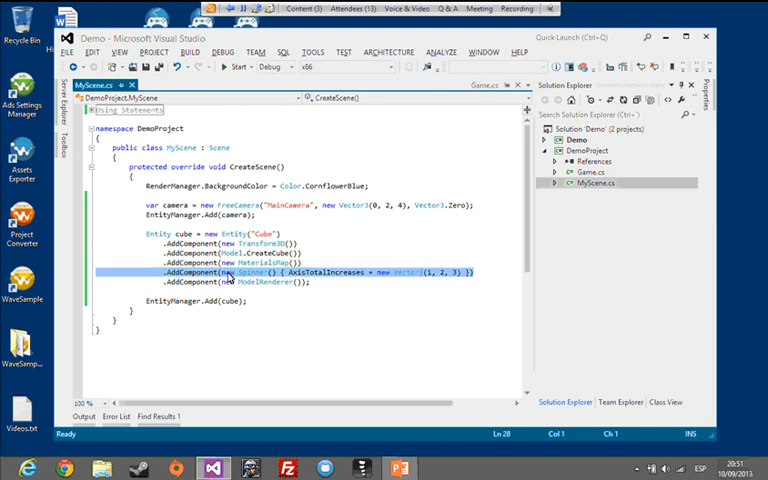 Content (3) Attendees (13) Voice & Video Q & A Meeting Recording
Recycle Bin
Ads Settings Manager
Assets Exporter
Project Converter
WaveSearer
WaveSamp...
Videos.txt
Demo - Microsoft Visual Studio
Quick Launch (Ctrl+Q)
FILE EDIT VIEW PROJECT BUILD DEBUG TEAM SQL TOOLS TEST ARCHITECTURE ANALYZE WINDOW HELP
Start Debug x86
Server Explorer
Toolbox
MyScene.cs
Game.cs
DemoProject.MyScene
CreateScene()
Using Statements
namespace DemoProject
{
public class MyScene : Scene
{
protected override void CreateScene()
{
RenderManager.BackgroundColor = Color.CornflowerBlue;
var camera = new FreeCamera("MainCamera", new Vector3(0, 2, 4), Vector3.Zero);
EntityManager.Add(camera);
Entity cube = new Entity("Cube")
.AddComponent(new Transform3D())
.AddComponent(Model.CreateCube())
.AddComponent(new MaterialsMap())
.AddComponent(new Spinner() { AxisTotalIncreases = new Vector3(1, 2, 3) })
.AddComponent(new ModelRenderer());
EntityManager.Add(cube);
}
}
}
100 %
Output Error List Find Results 1
Solution Explorer
Search Solution Explorer (Ctrl+')
Solution 'Demo' (2 projects)
Demo
DemoProject
References
Game.cs
MyScene.cs
Properties
Solution Explorer Team Explorer Class View
Ready Ln 28 Col 1 Ch 1 INS
ESP
20:51
10/09/2013